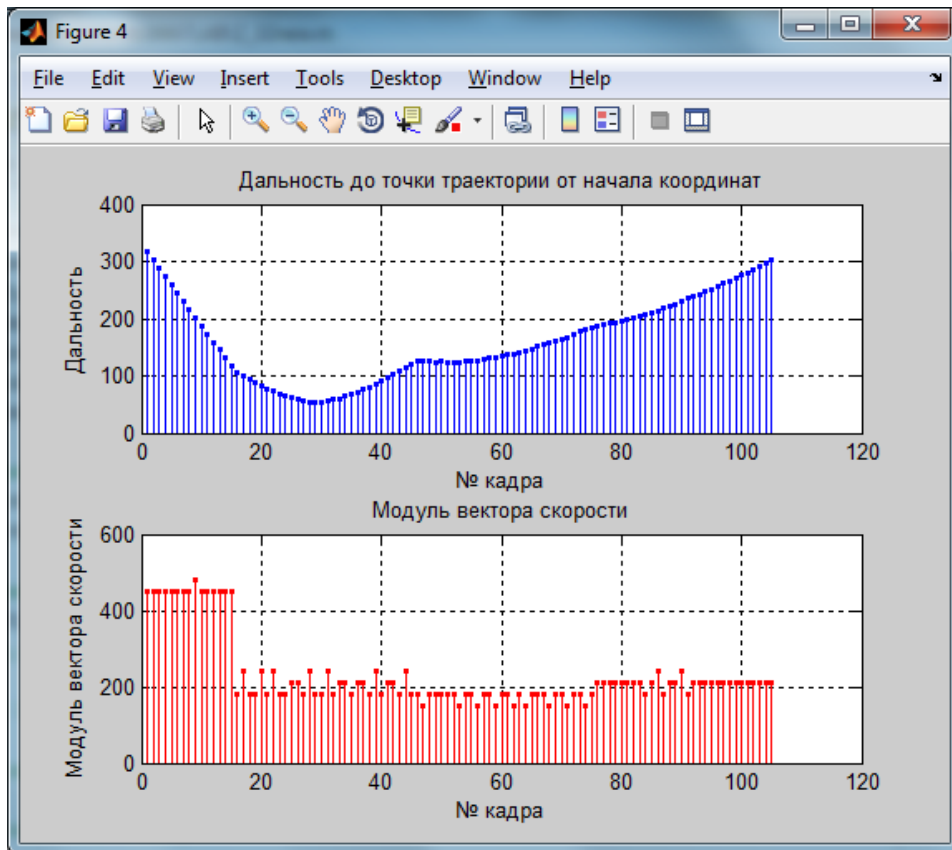 Figure 4
File Edit View Insert Tools Desktop Window Help
Дальность до точки траектории от начала координат
Дальность
400
300
200
100
0
0 20 40 60 80 100 120
№ кадра
Модуль вектора скорости
Модуль вектора скорости
600
400
200
0
0 20 40 60 80 100 120
№ кадра